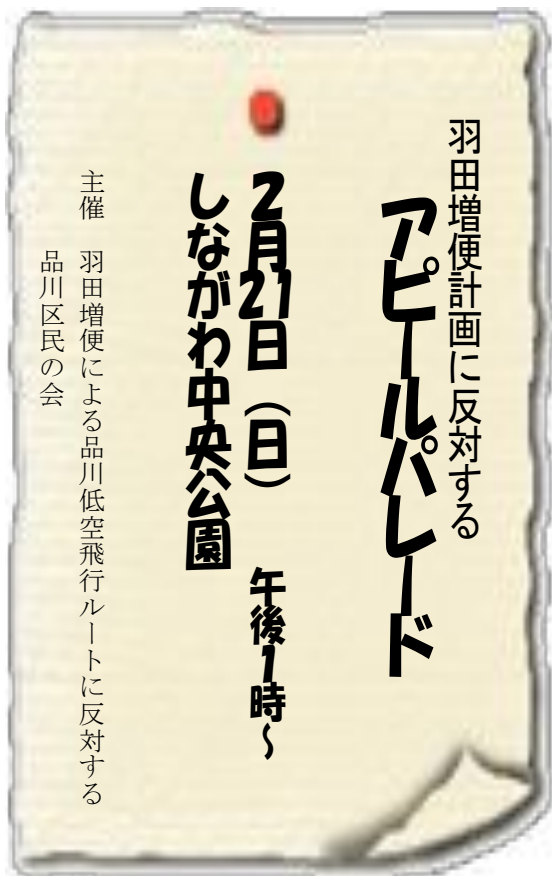 羽田増便計画に反対する
アピールパレード
２月21日（日）　午後1時～
しながわ中央公園
主催　羽田増便による品川低空飛行ルートに反対する
品川区民の会